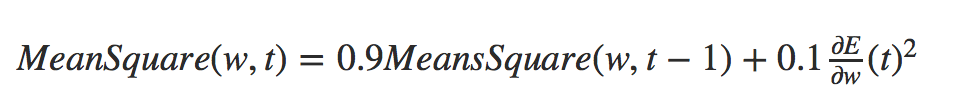 MeanSquare(w, t) = 0.9MeansSquare(w, t − 1) + 0.1 ∂E/∂w (t)²